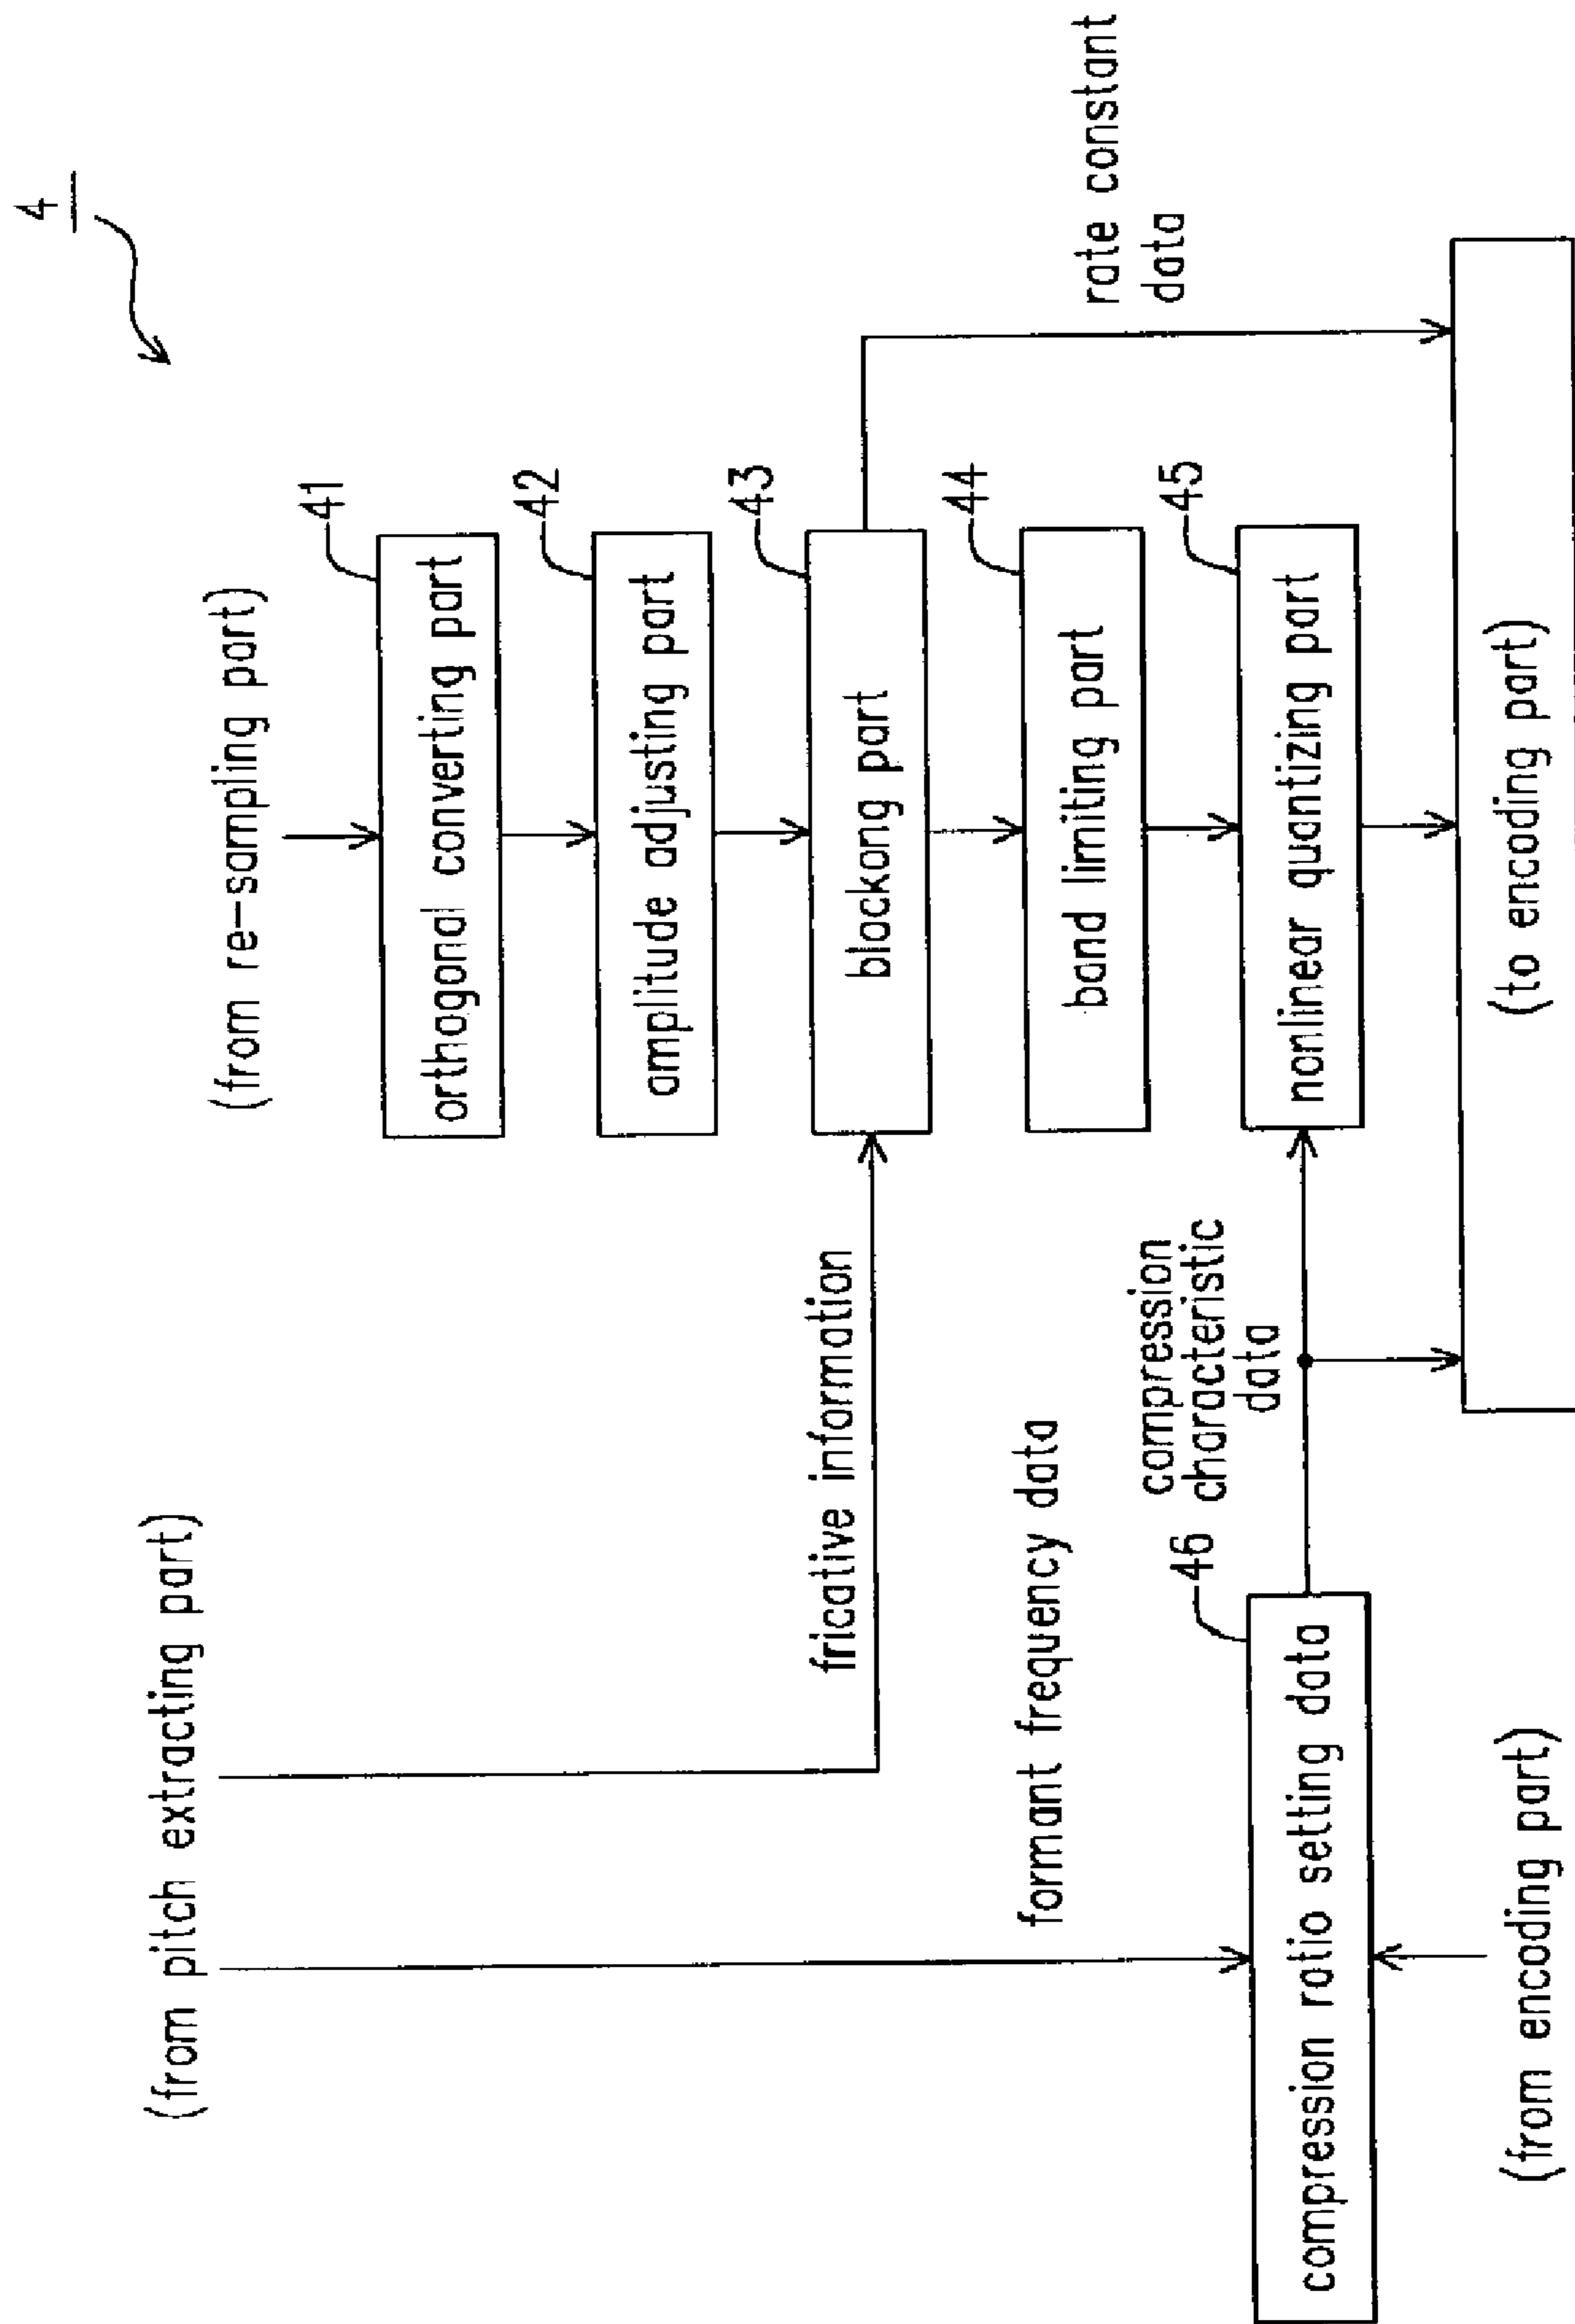 4
(from pitch extracting part)
(from re-sampling part)
41
orthogonal converting part
42
amplitude adjusting part
fricative information
43
blockong part
rate constant
data
formant frequency data
44
band limiting part
compression
characteristic
data
46
compression ratio setting data
45
nonlinear quantizing part
(from encoding part)
(to encoding part)